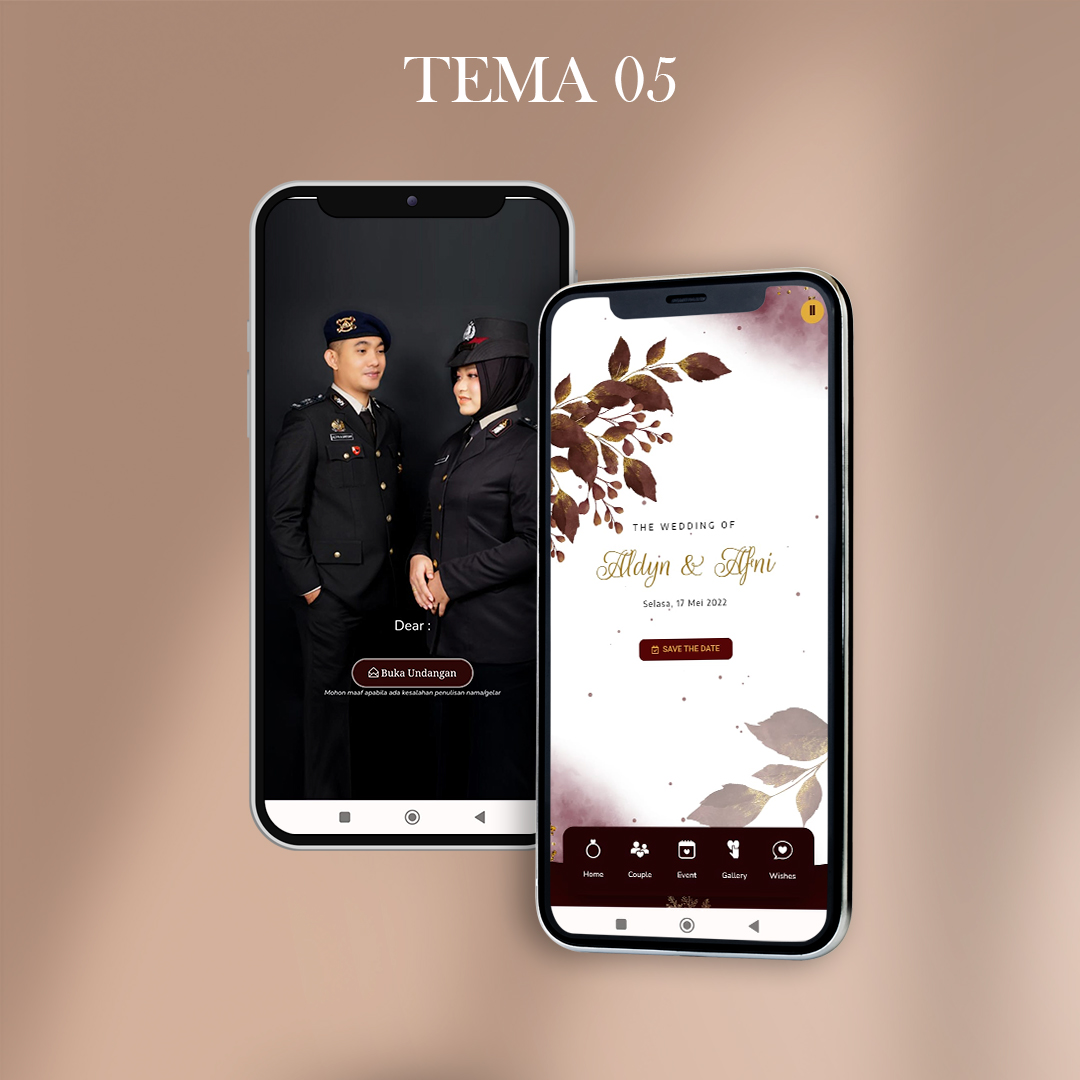 TEMA 05
Dear :
Buka Undangan
Mohon maaf apabila ada kesalahan penulisan nama/gelar
THE WEDDING OF
Aldyn & Afni
Selasa, 17 Mei 2022
SAVE THE DATE
Home Couple Event Gallery Wishes